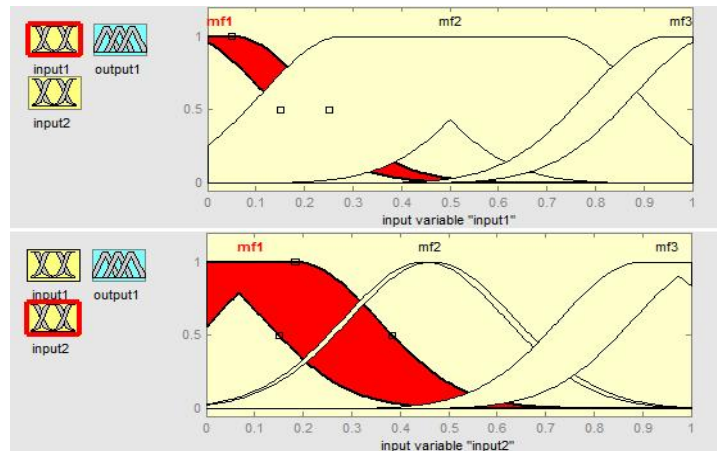 mf1 mf2 mf3
1
input1 output1
0.5
input2
0
0 0.1 0.2 0.3 0.4 0.5 0.6 0.7 0.8 0.9 1
input variable "input1"
mf1 mf2 mf3
1
input1 output1
0.5
input2
0
0 0.1 0.2 0.3 0.4 0.5 0.6 0.7 0.8 0.9 1
input variable "input2"